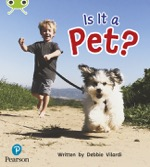 Is It a
Pet?
Written by Debbie Vilardi
Pearson